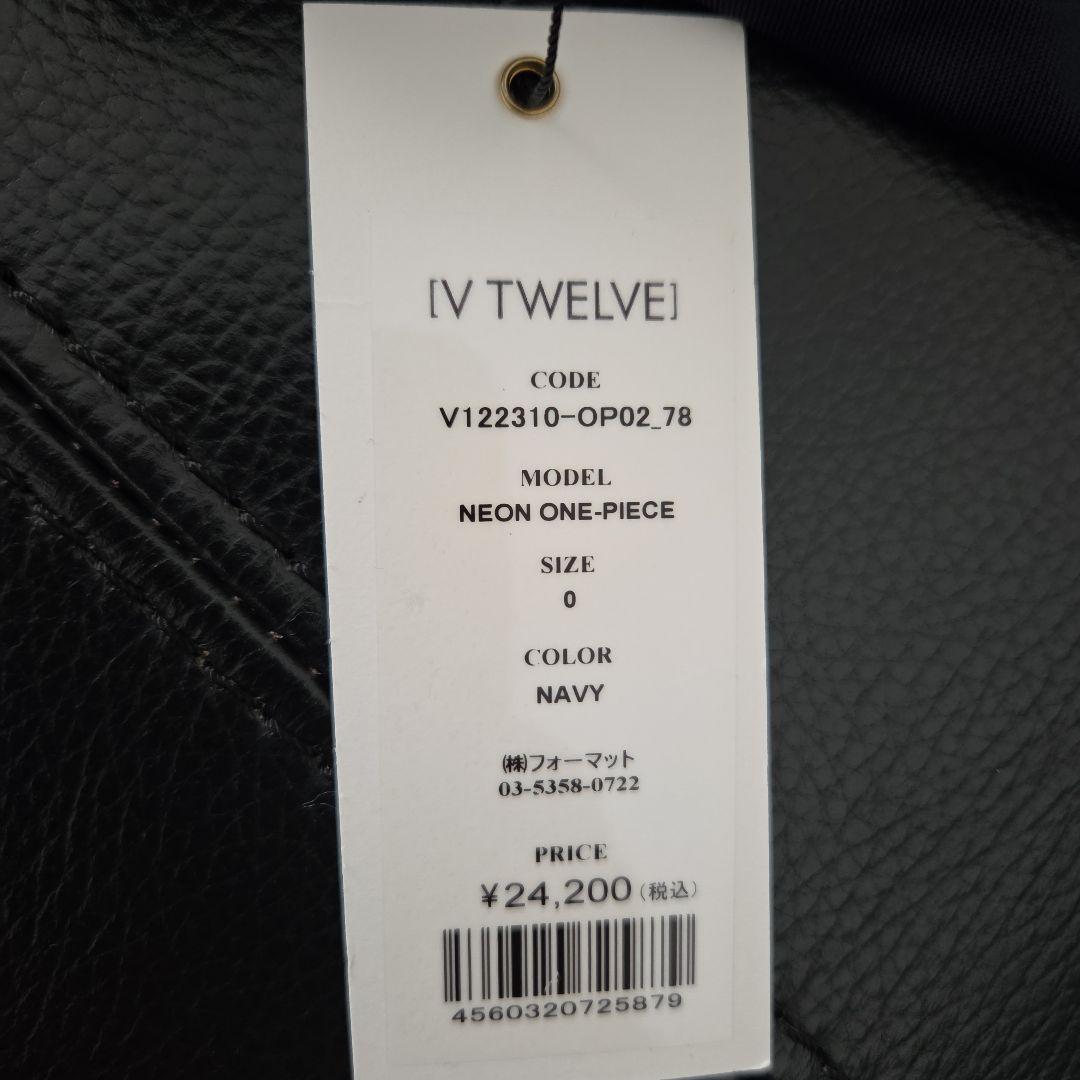 [V TWELVE]
CODE
V122310-OP02_78
MODEL
NEON ONE-PIECE
SIZE
0
COLOR
NAVY
㈱フォーマット
03-5358-0722
PRICE
¥24,200(税込)
4560320725879